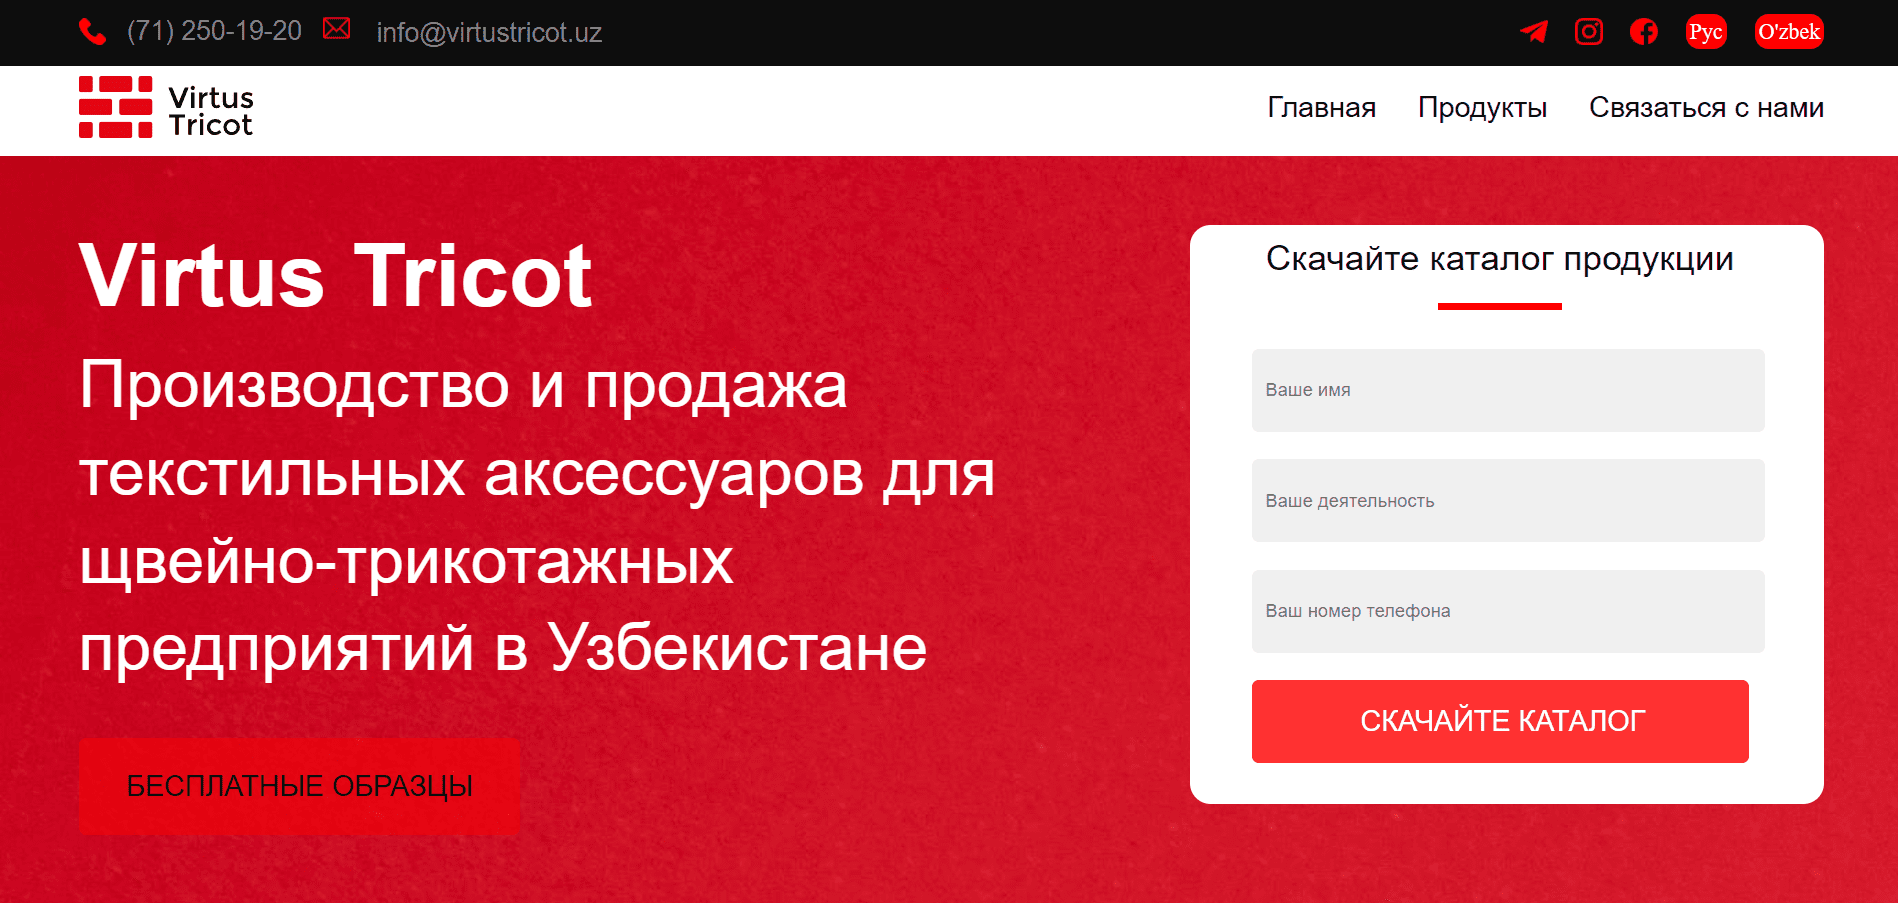 (71) 250-19-20 info@virtustricot.uz Рус O'zbek
Virtus
Tricot
Главная Продукты Связаться с нами
Virtus Tricot
Производство и продажа
текстильных аксессуаров для
щвейно-трикотажных
предприятий в Узбекистане
БЕСПЛАТНЫЕ ОБРАЗЦЫ
Скачайте каталог продукции
Ваше имя
Ваше деятельность
Ваш номер телефона
СКАЧАЙТЕ КАТАЛОГ